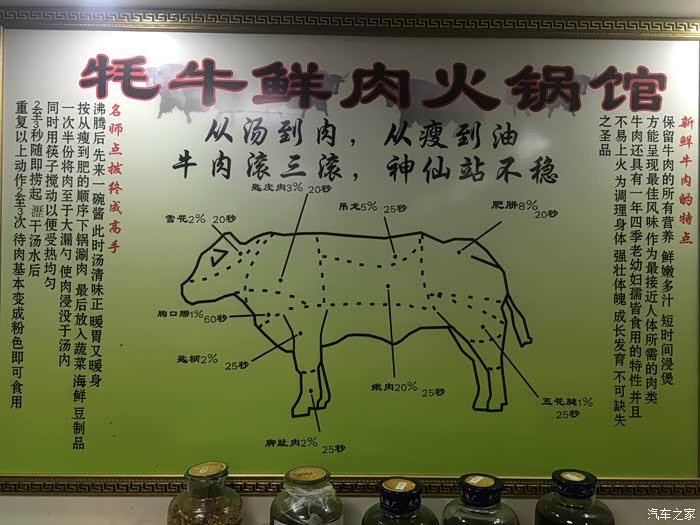 牦牛鲜肉火锅馆
从汤到肉，从瘦到油
牛肉滚三滚，神仙站不稳
新鲜牛肉的特点
保留牛肉的所有营养 鲜嫩多汁 短时间浸煲
方能呈现最佳风味 作为最接近人体所需的肉类
牛肉还具有一年四季老幼妇孺皆食用的特性 并且
不易上火 为调理身体 强壮体魄 成长发育 不可缺失
之圣品
匙皮肉3% 20秒
雪花2% 20秒
吊龙5% 25秒
肥胼8% 20秒
胸口朥1% 60秒
匙柄2% 25秒
嫩肉20% 25秒
五花腱1% 25秒
脚趾肉2% 25秒
名师点拔终成高手
沸腾后 先来一碗酱 此时汤清味正 暖胃又暖身
按从瘦到肥的顺序下锅涮肉 最后放入蔬菜 海鲜 豆制品
一次半份将肉至于大漏勺 使肉浸没于汤内
同时用筷子搅动以便受热均匀
2至3秒随即捞起 沥干汤水后
重复以上动作2至3次 待肉基本变成粉色即可食用
汽车之家